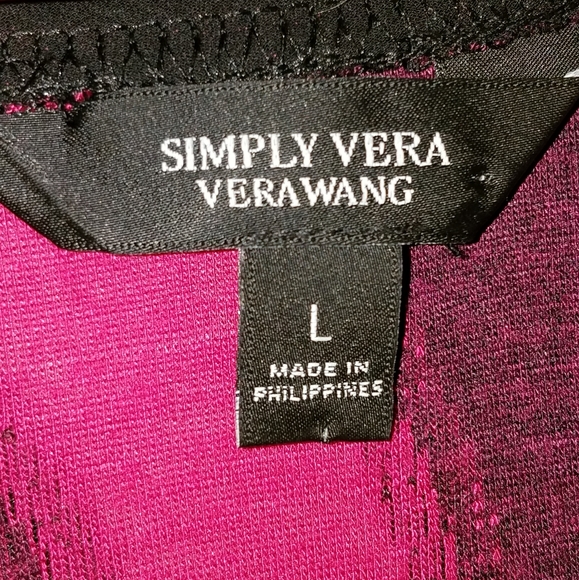 SIMPLY VERA
VERAWANG
L
MADE IN
PHILIPPINES